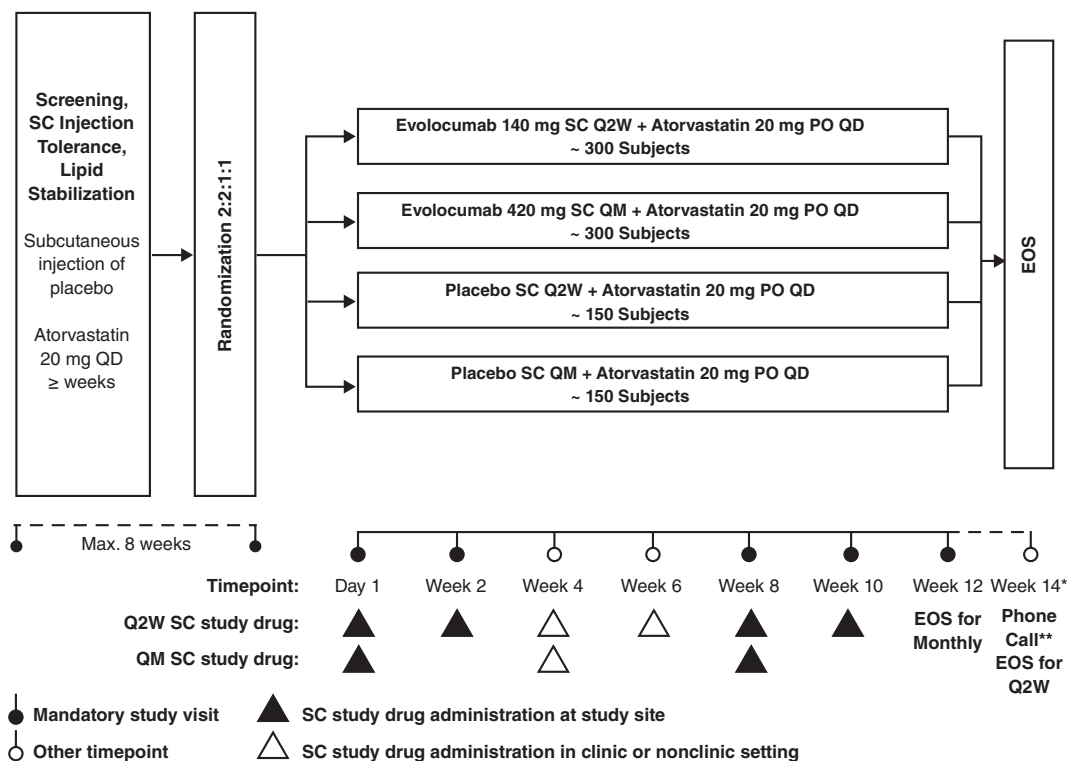 Screening,
SC Injection
Tolerance,
Lipid
Stabilization
Subcutaneous
injection of
placebo
Atorvastatin
20 mg QD
≥ weeks
Randomization 2:2:1:1
Evolocumab 140 mg SC Q2W + Atorvastatin 20 mg PO QD
~ 300 Subjects
Evolocumab 420 mg SC QM + Atorvastatin 20 mg PO QD
~ 300 Subjects
Placebo SC Q2W + Atorvastatin 20 mg PO QD
~ 150 Subjects
Placebo SC QM + Atorvastatin 20 mg PO QD
~ 150 Subjects
EOS
Max. 8 weeks
Timepoint: Day 1 Week 2 Week 4 Week 6 Week 8 Week 10 Week 12 Week 14*
Q2W SC study drug:
QM SC study drug:
EOS for
Monthly
Phone
Call**
EOS for
Q2W
Mandatory study visit
SC study drug administration at study site
Other timepoint
SC study drug administration in clinic or nonclinic setting